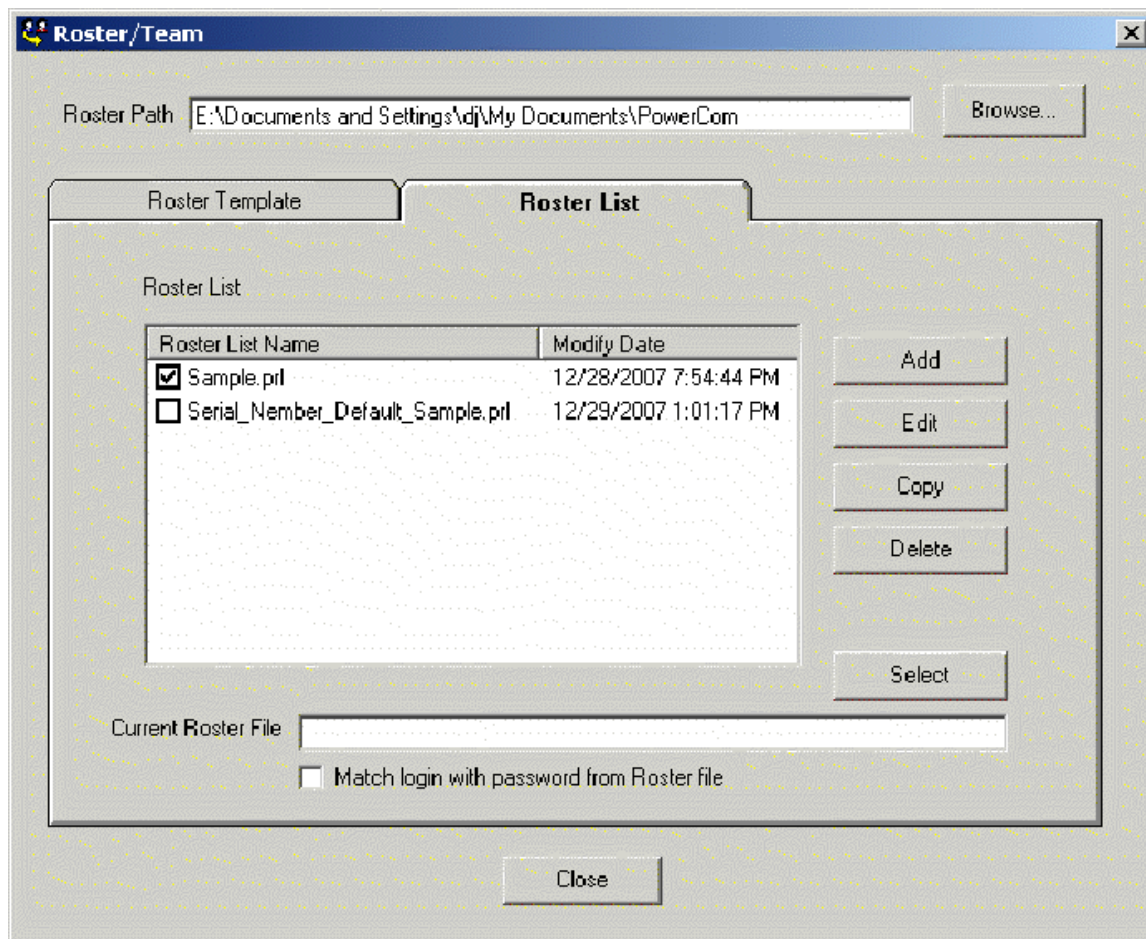 Roster/Team
Roster Path E:\Documents and Settings\dj\My Documents\PowerCom Browse...
Roster Template Roster List
Roster List
Roster List Name Modify Date
Sample.prl 12/28/2007 7:54:44 PM
Serial_Nember_Default_Sample.prl 12/29/2007 1:01:17 PM
Add
Edit
Copy
Delete
Select
Current Roster File
Match login with password from Roster file
Close